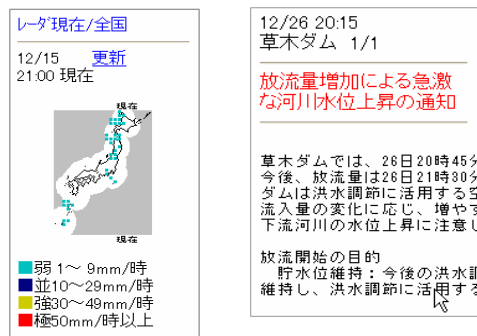 レーダ現在/全国
12/15 更新
21:00 現在
現在
現在
弱 1～ 9mm/時
並10～29mm/時
強30～49mm/時
極50mm/時以上
12/26 20:15
草木ダム 1/1
放流量増加による急激
な河川水位上昇の通知
草木ダムでは、26日20時45分
今後、放流量は26日21時30分
ダムは洪水調節に活用する空
流入量の変化に応じ、増やす
下流河川の水位上昇に注意し
放流開始の目的
貯水位維持：今後の洪水調
維持し、洪水調節に活用する